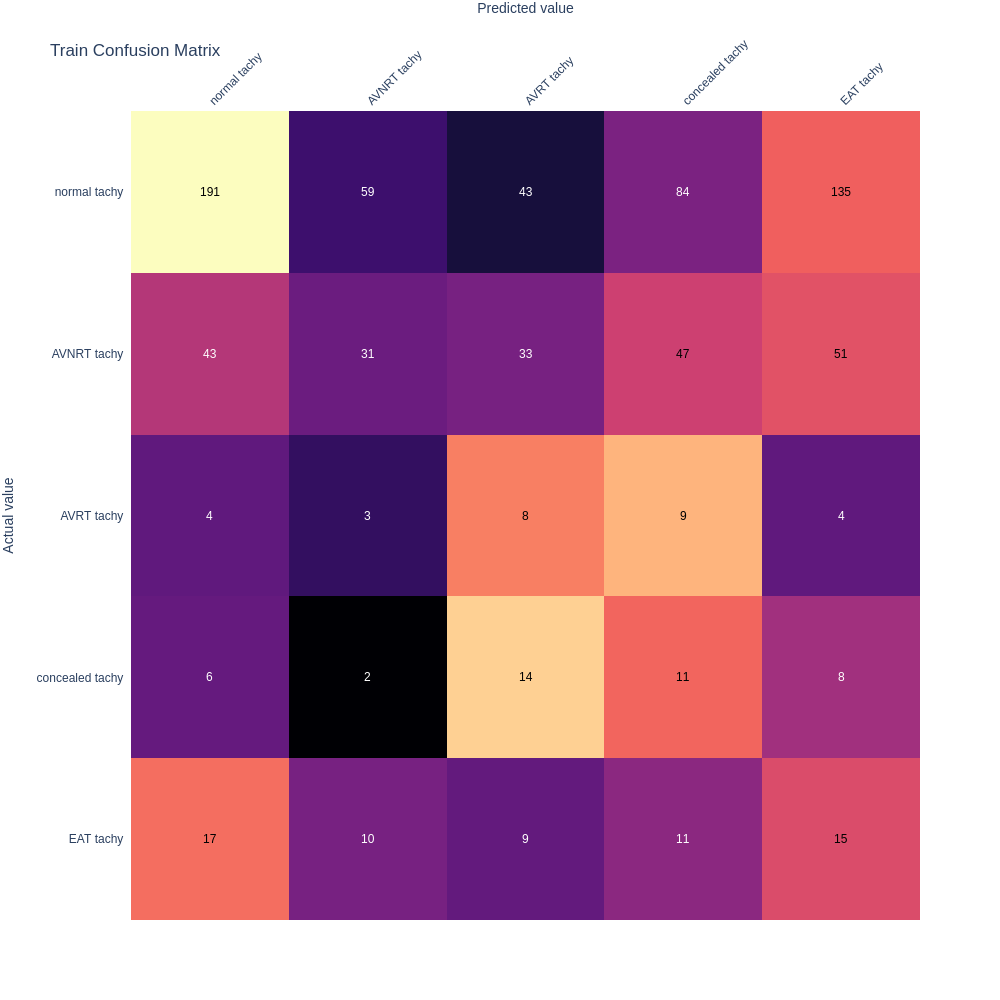 Predicted value
Train Confusion Matrix
normal tachy
AVNRT tachy
AVRT tachy
concealed tachy
EAT tachy
Actual value
normal tachy 191 59 43 84 135
AVNRT tachy 43 31 33 47 51
AVRT tachy 4 3 8 9 4
concealed tachy 6 2 14 11 8
EAT tachy 17 10 9 11 15